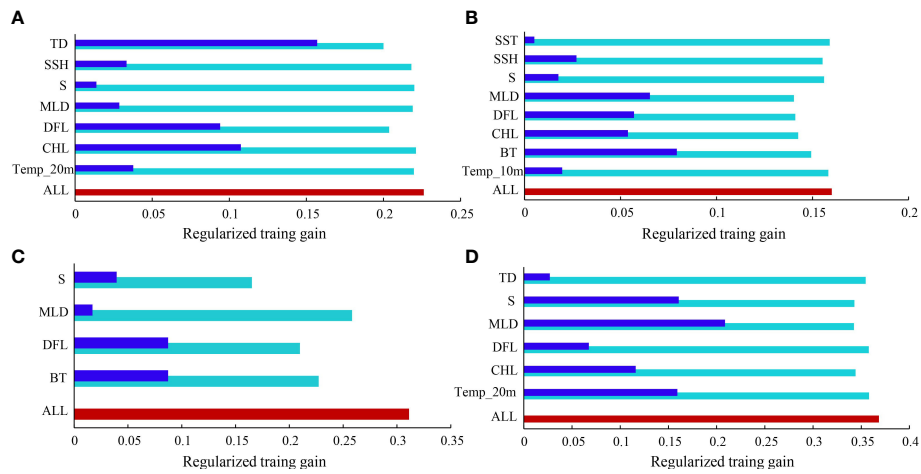 A
TD
SSH
S
MLD
DFL
CHL
Temp_20m
ALL
0 0.05 0.1 0.15 0.2 0.25
Regularized traing gain
B
SST
SSH
S
MLD
DFL
CHL
BT
Temp_10m
ALL
0 0.05 0.1 0.15 0.2
Regularized traing gain
C
S
MLD
DFL
BT
ALL
0 0.05 0.1 0.15 0.2 0.25 0.3 0.35
Regularized traing gain
D
TD
S
MLD
DFL
CHL
Temp_20m
ALL
0 0.05 0.1 0.15 0.2 0.25 0.3 0.35 0.4
Regularized traing gain